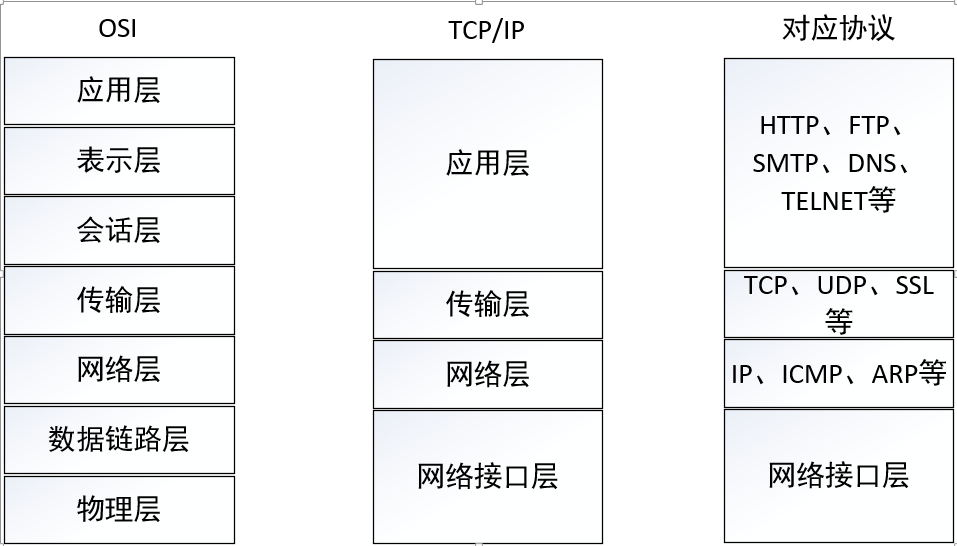 OSI
TCP/IP
对应协议
应用层
表示层
会话层
传输层
网络层
数据链路层
物理层
应用层
传输层
网络层
网络接口层
HTTP、FTP、
SMTP、DNS、
TELNET等
TCP、UDP、SSL
等
IP、ICMP、ARP等
网络接口层